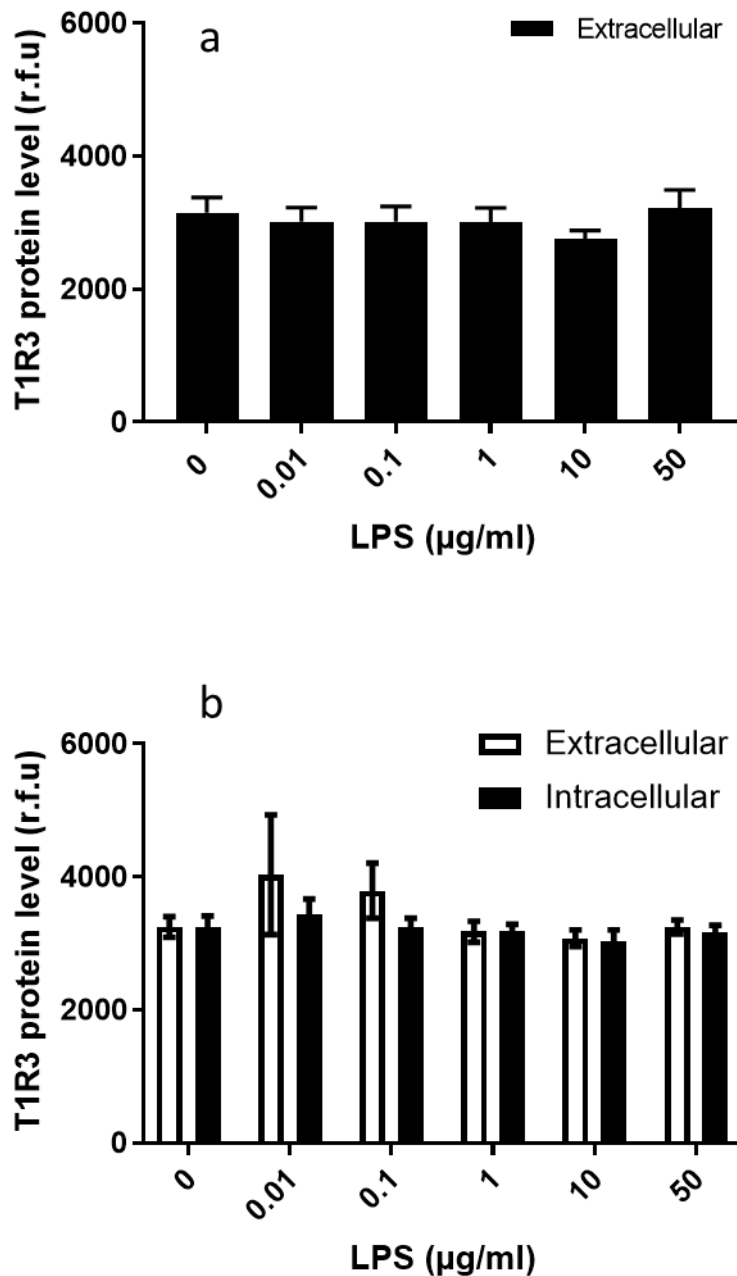 a
Extracellular
T1R3 protein level (r.f.u)
6000
4000
2000
0
0
0.01
0.1
1
10
50
LPS (µg/ml)
b
Extracellular
Intracellular
T1R3 protein level (r.f.u)
6000
4000
2000
0
0
0.01
0.1
1
10
50
LPS (µg/ml)